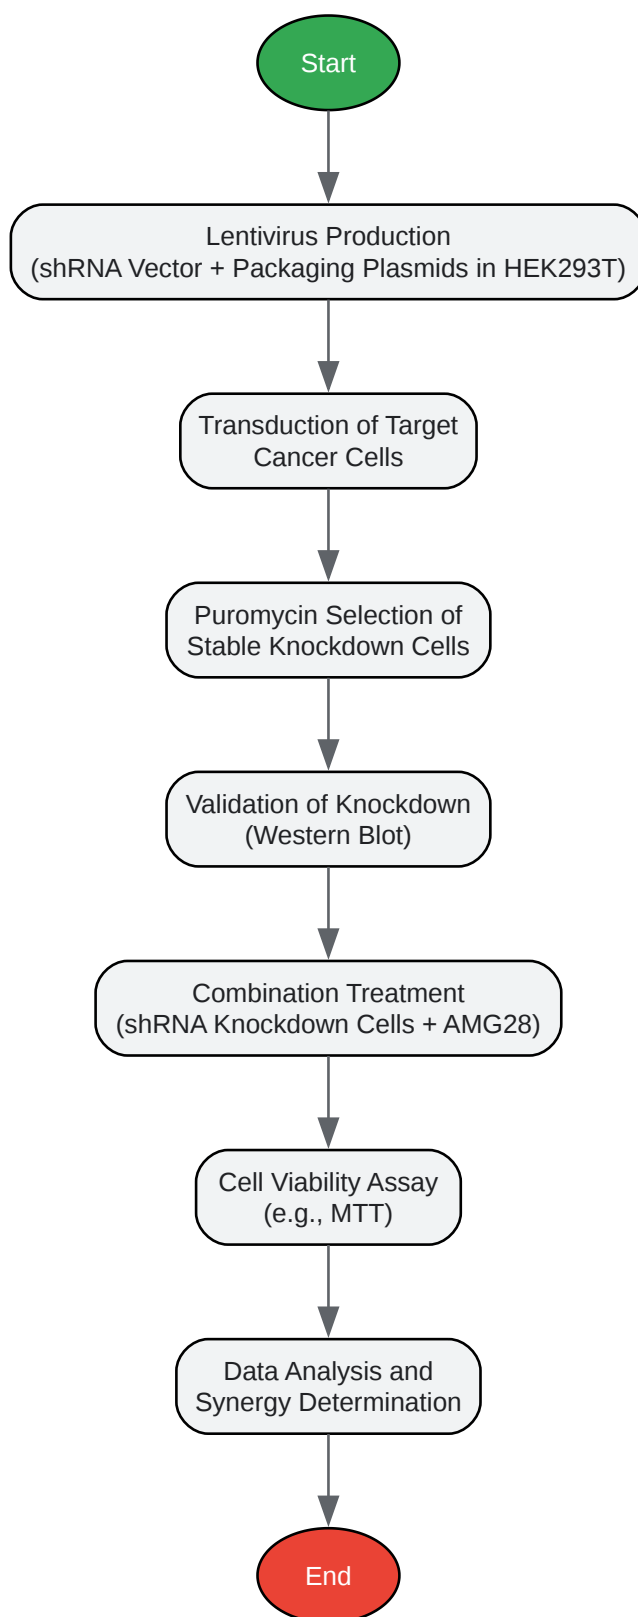 Start
Lentivirus Production
(shRNA Vector + Packaging Plasmids in HEK293T)
Transduction of Target
Cancer Cells
Puromycin Selection of
Stable Knockdown Cells
Validation of Knockdown
(Western Blot)
Combination Treatment
(shRNA Knockdown Cells + AMG28)
Cell Viability Assay
(e.g., MTT)
Data Analysis and
Synergy Determination
End